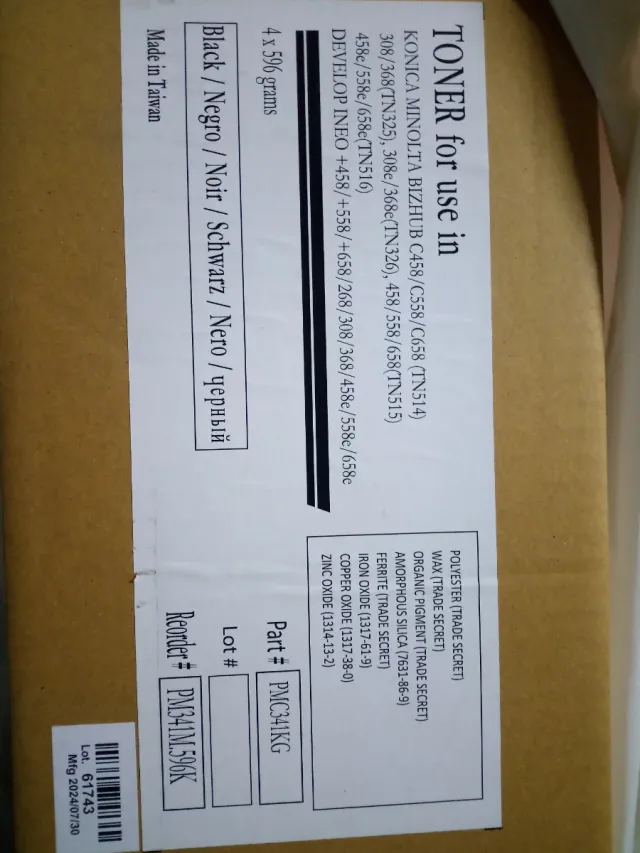 TONER for use in
KONICA MINOLTA BIZHUB C458/C558/C658 (TN514)
308/368(TN325), 308e/368e(TN326), 458/558/658(TN515)
458e/558e/658e(TN516)
DEVELOP INEO +458/+558/+658/268/308/368/458e/558e/658e
4 x 596 grams
Black / Negro / Noir / Schwarz / Nero / черный
Made in Taiwan
POLYESTER (TRADE SECRET)
WAX (TRADE SECRET)
ORGANIC PIGMENT (TRADE SECRET)
AMORPHOUS SILICA (7631-86-9)
FERRITE (TRADE SECRET)
IRON OXIDE (1317-61-9)
COPPER OXIDE (1317-38-0)
ZINC OXIDE (1314-13-2)
Part # PMC341KG
Lot #
Reorder# PM341M.596K
Lot. 61743
Mfg 2024/07/30